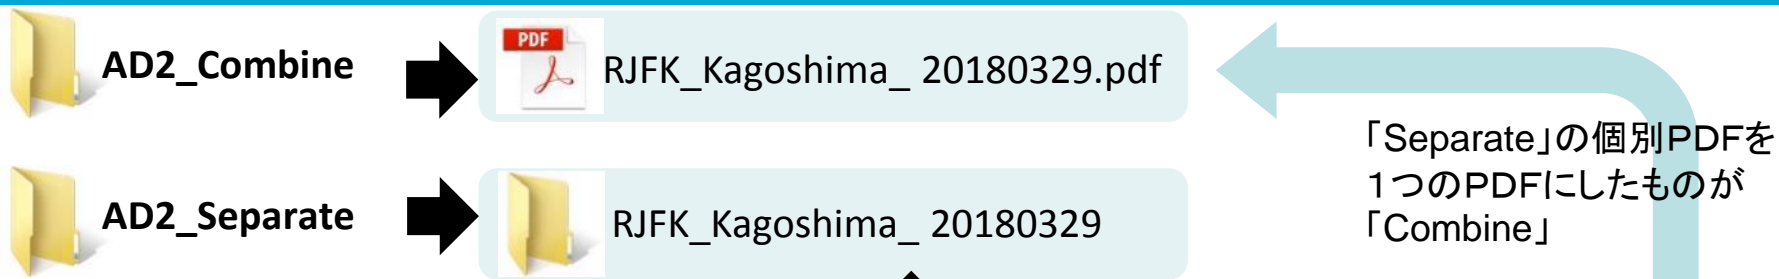 AD2_Combine
PDF
RJFK_Kagoshima_ 20180329.pdf
「Separate」の個別PDFを
１つのPDFにしたものが
「Combine」
AD2_Separate
RJFK_Kagoshima_ 20180329